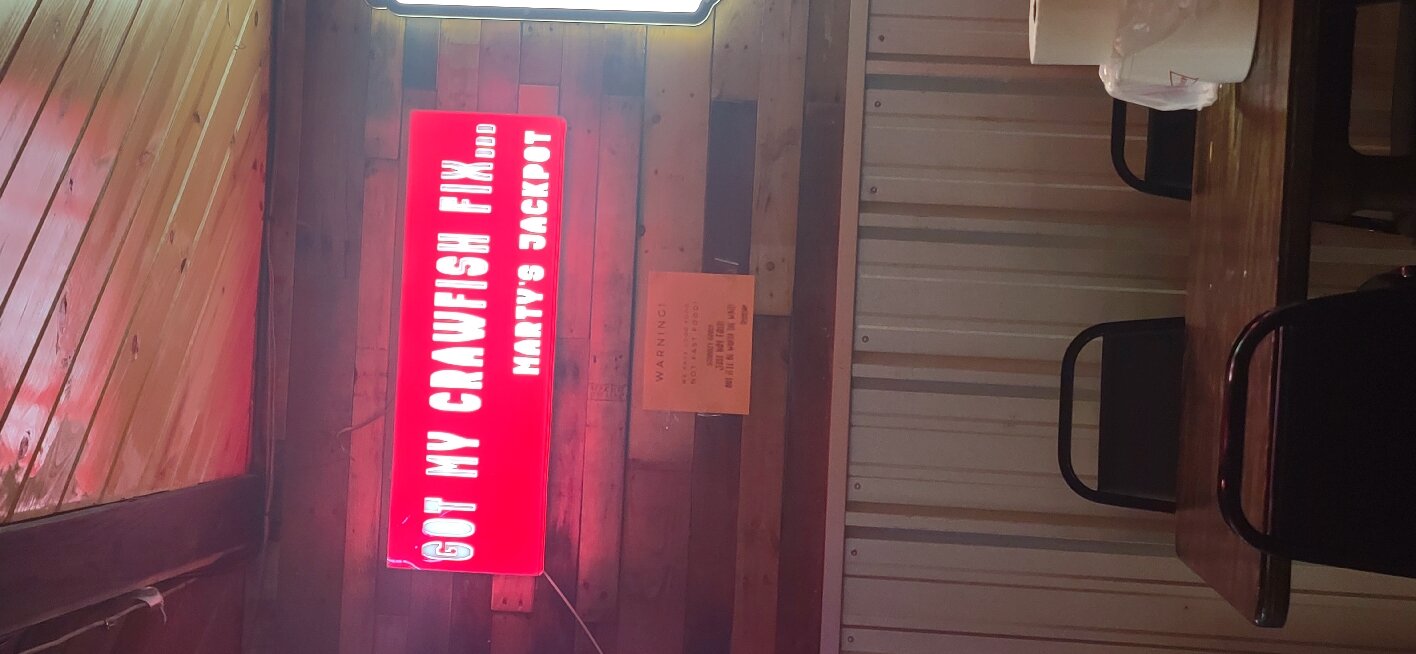 GOT MY CRAWFISH FIX...
MARTY'S JACKPOT
WARNING!
NOT FAST FOOD!